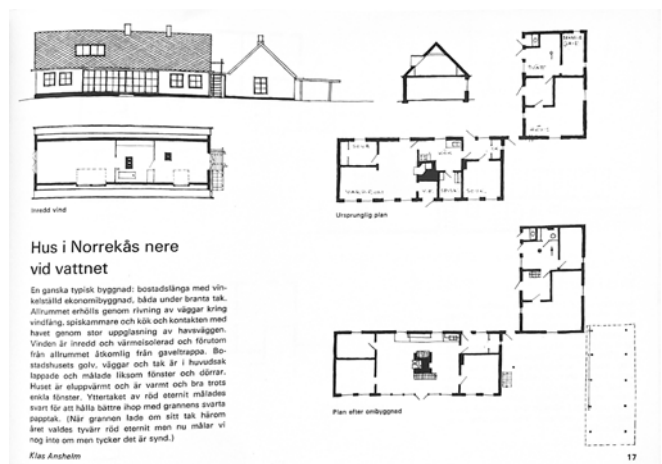 Inredd vind
Ursprunglig plan
Hus i Norrekås nere
vid vattnet
En ganska typisk byggnad: bostadslänga med vin-
kelställd ekonomibyggnad, båda under branta tak.
Allrummet erhölls genom rivning av väggar kring
vindfång, spiskammare och kök och kontakten med
havet genom stor uppglasning av havsväggen.
Vinden är inredd och värmeisolerad och förutom
från allrummet åtkomlig från gaveltrappa. Bo-
stadshusets golv, väggar och tak är i huvudsak
lappade och målade liksom fönster och dörrar.
Huset är eluppvärmt och är varmt och bra trots
enkla fönster. Yttertaket av röd eternit målades
svart för att hålla bättre ihop med grannens svarta
papptak. (När grannen lade om sitt tak härom
året valdes tyvärr röd eternit men nu målar vi
nog inte om men tycker det är synd.)
Klas Anshelm
Plan efter ombyggnad
17